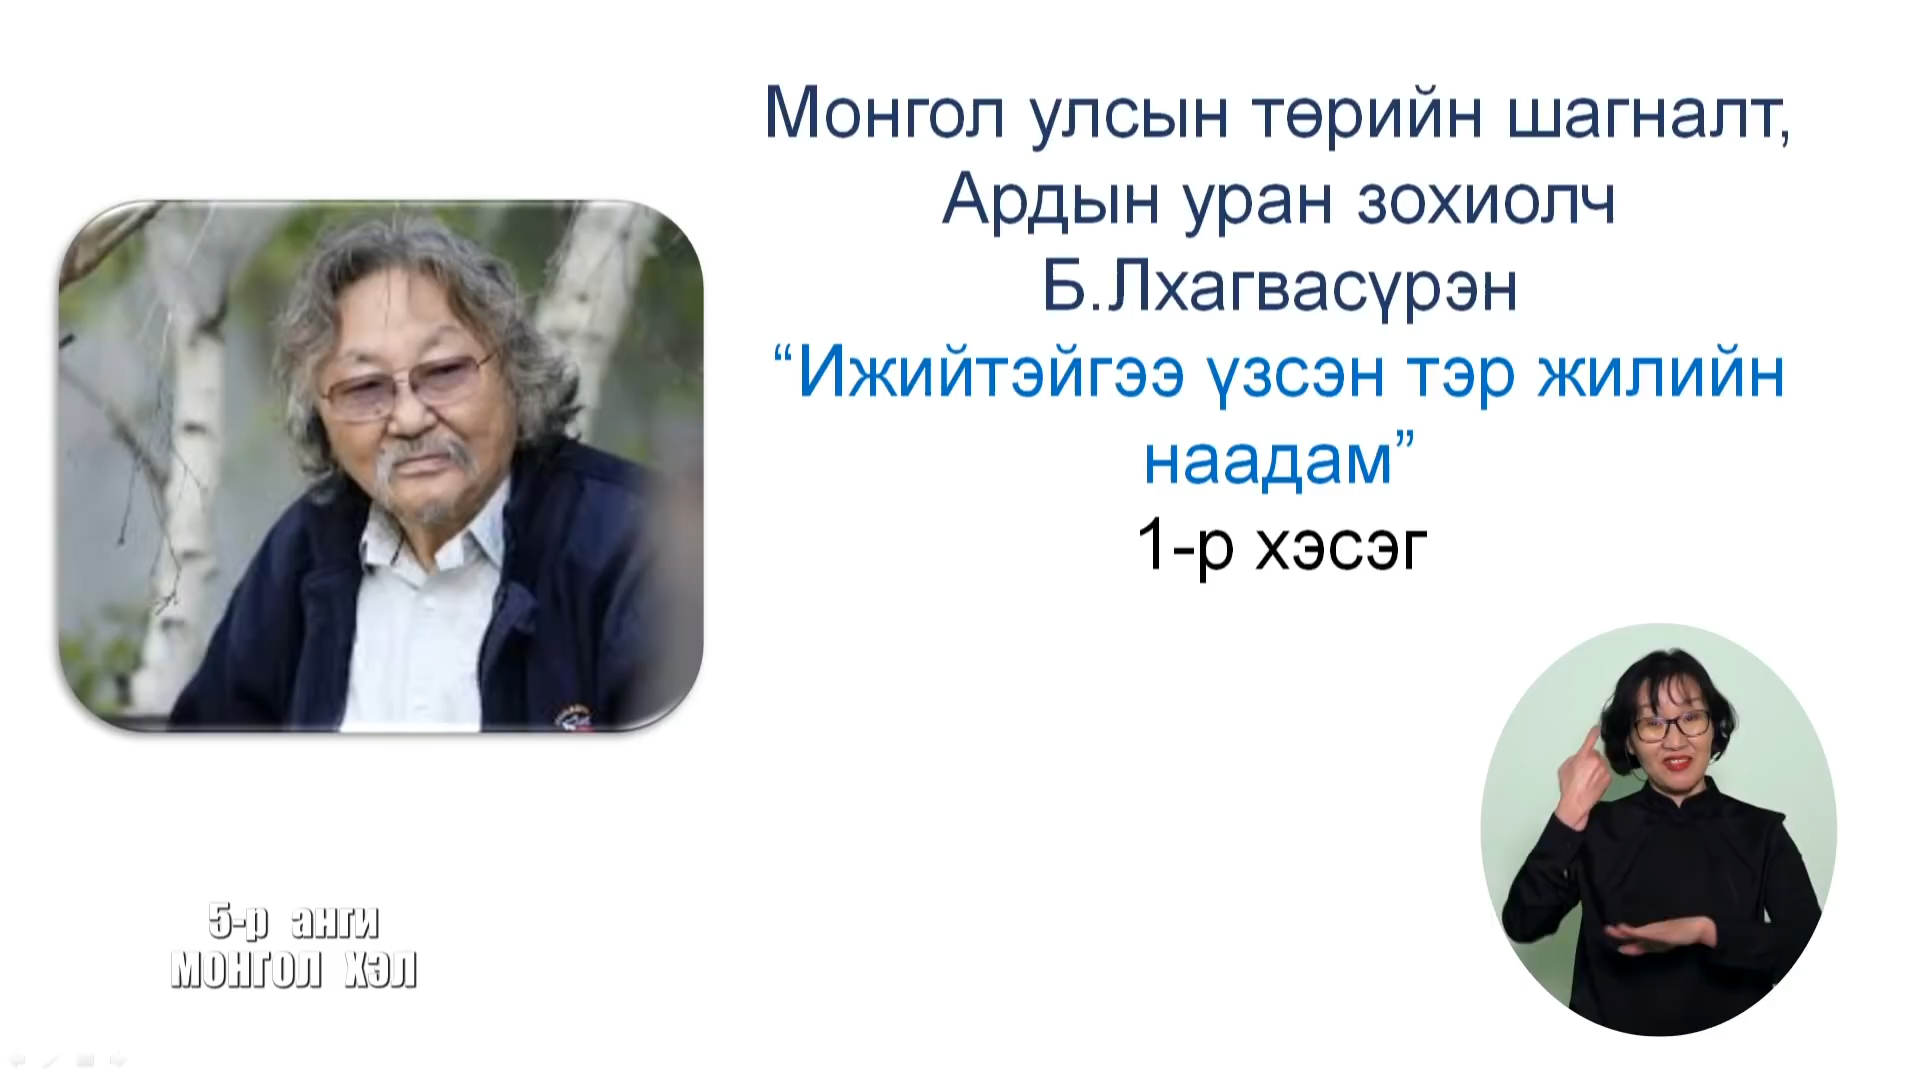 Монгол улсын төрийн шагналт,
Ардын уран зохиолч
Б.Лхагвасүрэн
“Ижийтэйгээ үзсэн тэр жилийн
наадам”
1-р хэсэг
5-р анги
МОНГОЛ ХЭЛ